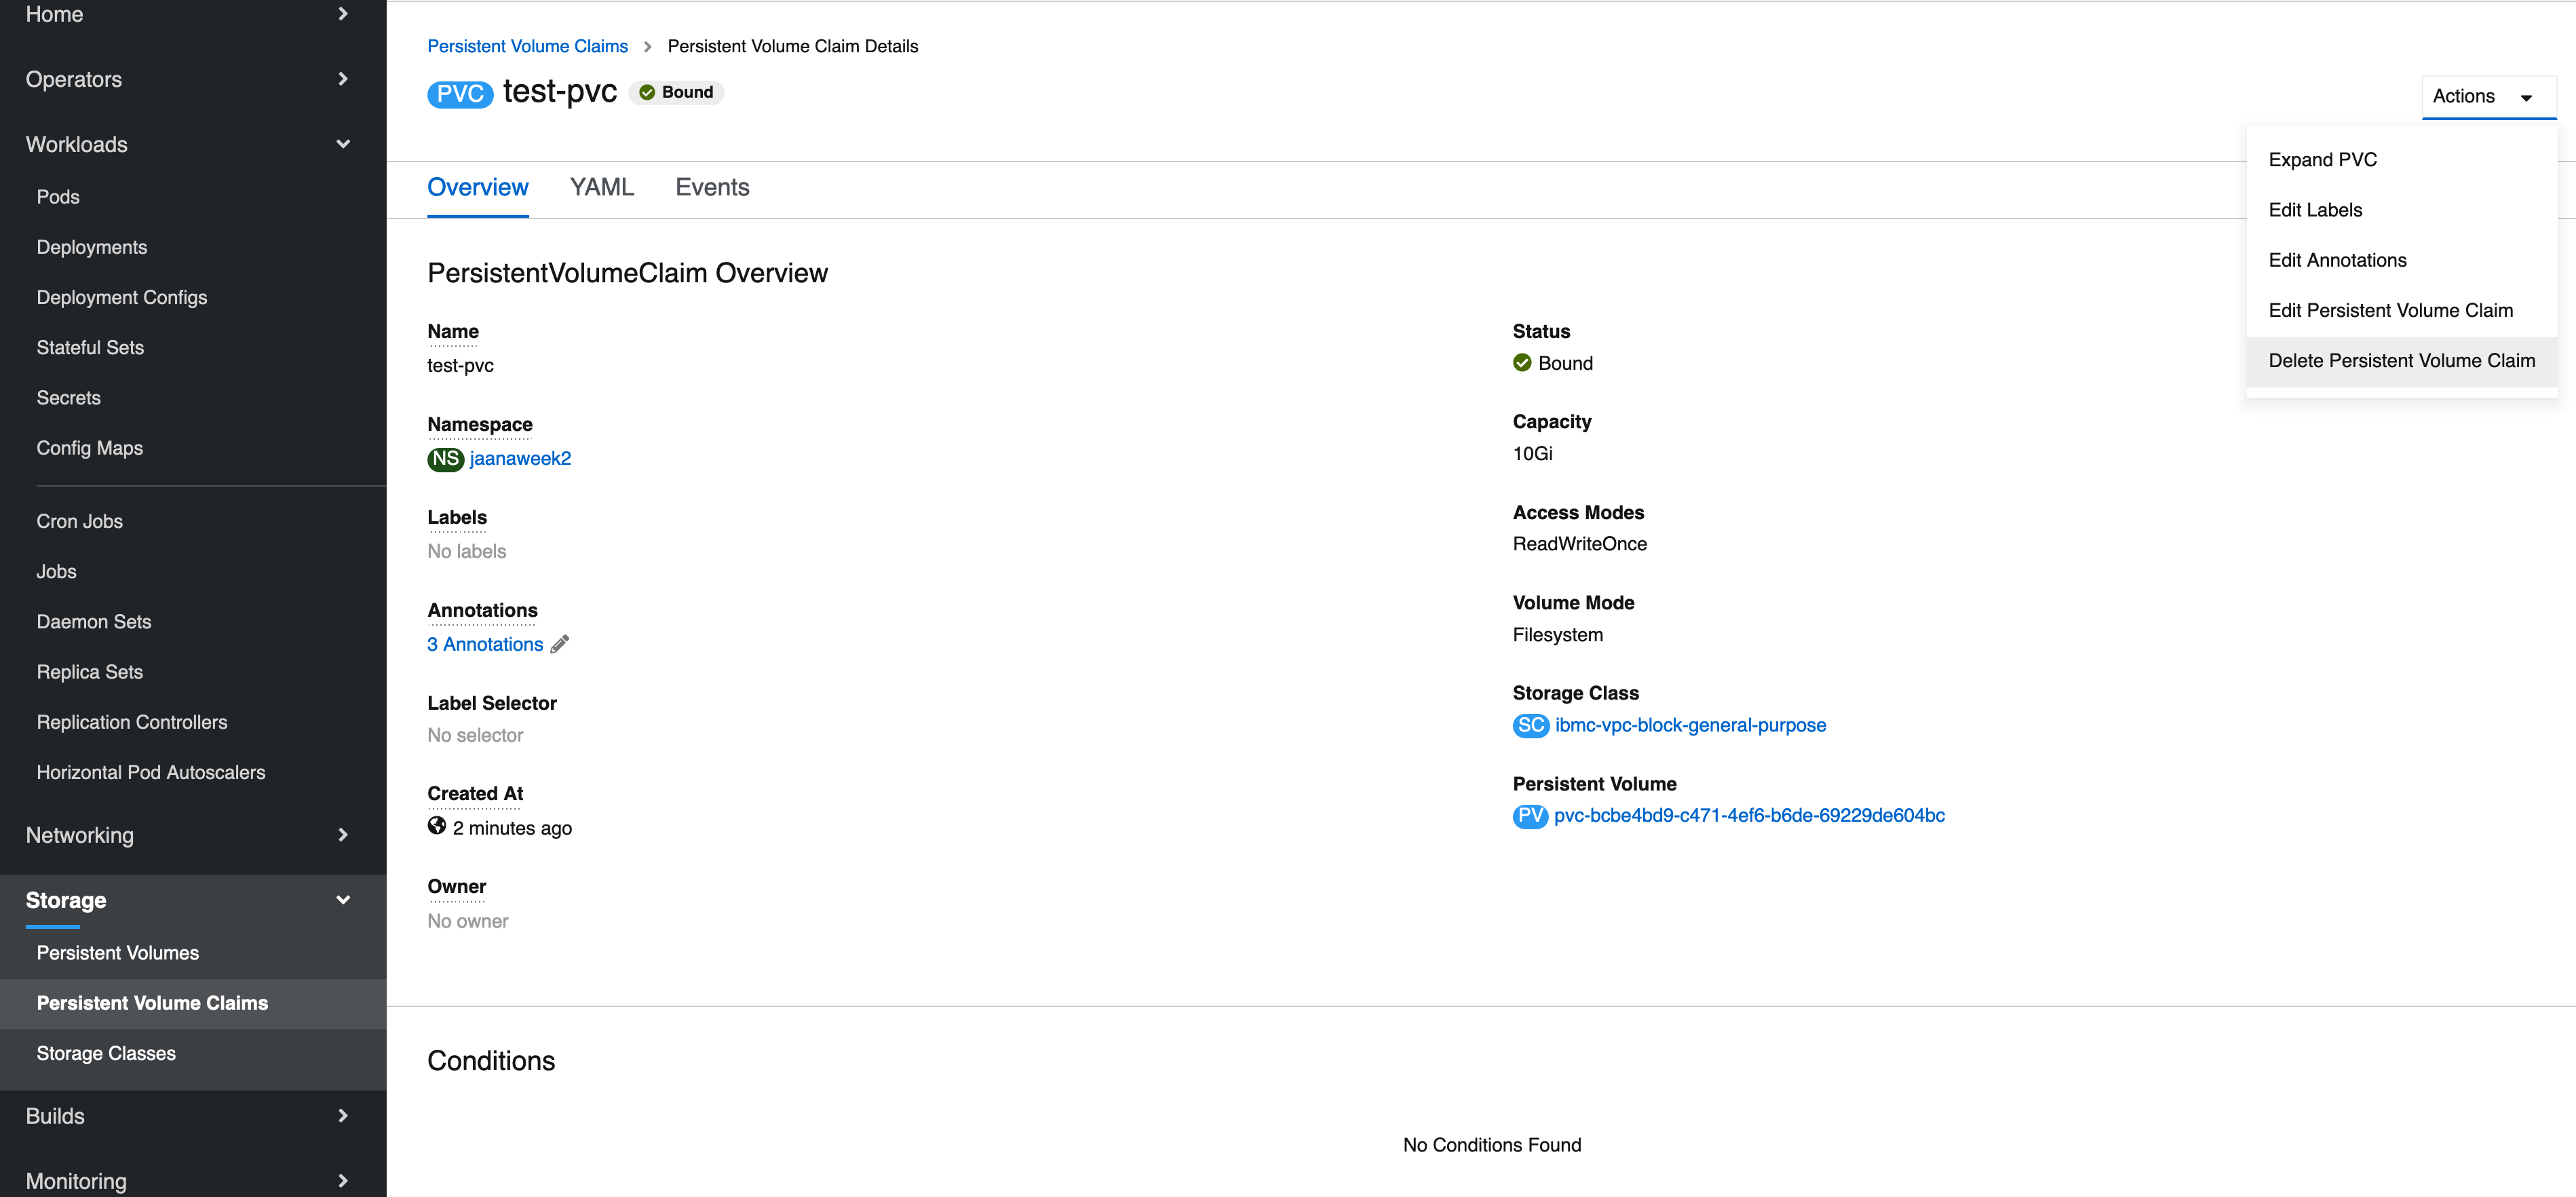 Home
Operators
Workloads
Pods
Deployments
Deployment Configs
Stateful Sets
Secrets
Config Maps
Cron Jobs
Jobs
Daemon Sets
Replica Sets
Replication Controllers
Horizontal Pod Autoscalers
Networking
Storage
Persistent Volumes
Persistent Volume Claims
Storage Classes
Builds
Monitoring
Persistent Volume Claims > Persistent Volume Claim Details
PVC test-pvc Bound
Actions
Expand PVC
Edit Labels
Edit Annotations
Edit Persistent Volume Claim
Delete Persistent Volume Claim
Overview YAML Events
PersistentVolumeClaim Overview
Name
test-pvc
Namespace
NS jaanaweek2
Labels
No labels
Annotations
3 Annotations
Label Selector
No selector
Created At
2 minutes ago
Owner
No owner
Status
Bound
Capacity
10Gi
Access Modes
ReadWriteOnce
Volume Mode
Filesystem
Storage Class
SC ibmc-vpc-block-general-purpose
Persistent Volume
PV pvc-bcbe4bd9-c471-4ef6-b6de-69229de604bc
Conditions
No Conditions Found